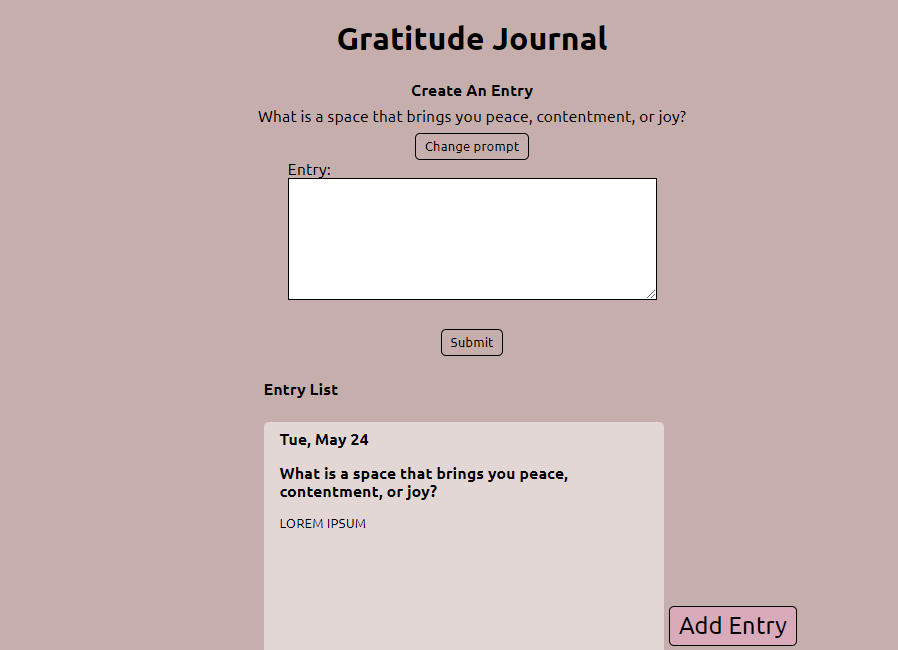 Gratitude Journal
Create An Entry
What is a space that brings you peace, contentment, or joy?
Change prompt
Entry:
Submit
Entry List
Tue, May 24
What is a space that brings you peace,
contentment, or joy?
LOREM IPSUM
Add Entry